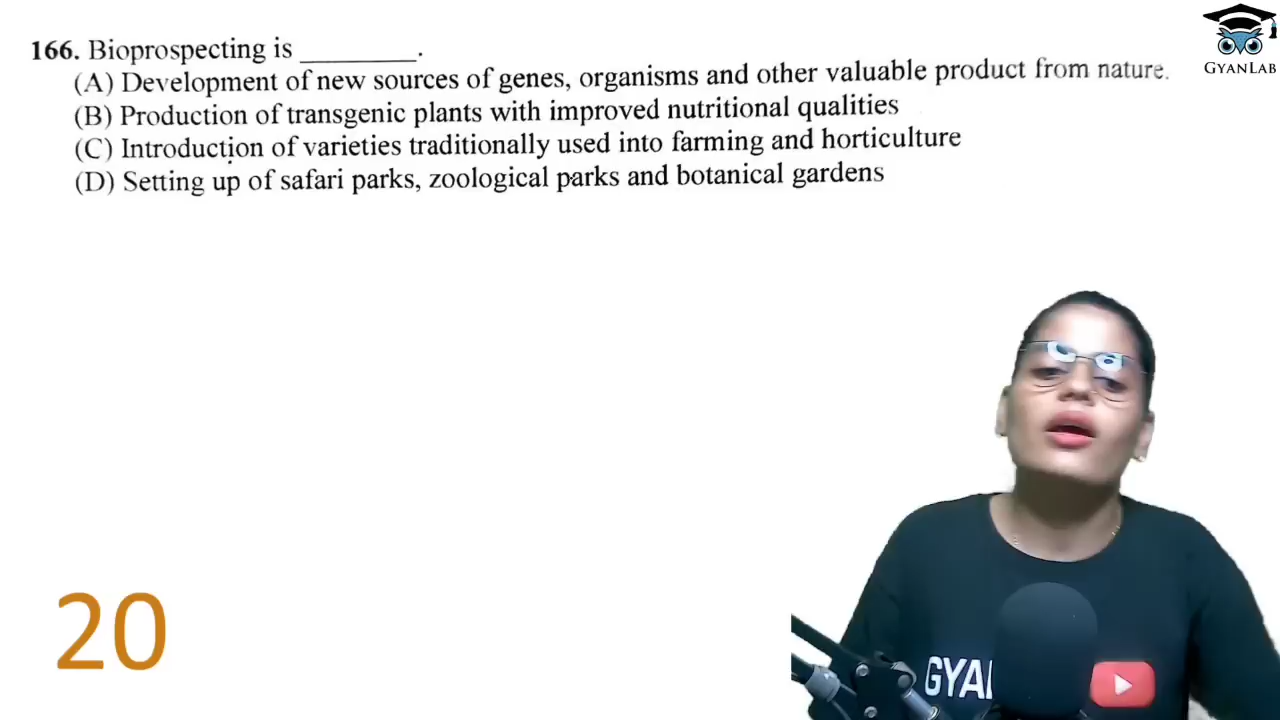 GYANLAB
166. Bioprospecting is ________.
(A) Development of new sources of genes, organisms and other valuable product from nature.
(B) Production of transgenic plants with improved nutritional qualities
(C) Introduction of varieties traditionally used into farming and horticulture
(D) Setting up of safari parks, zoological parks and botanical gardens
20